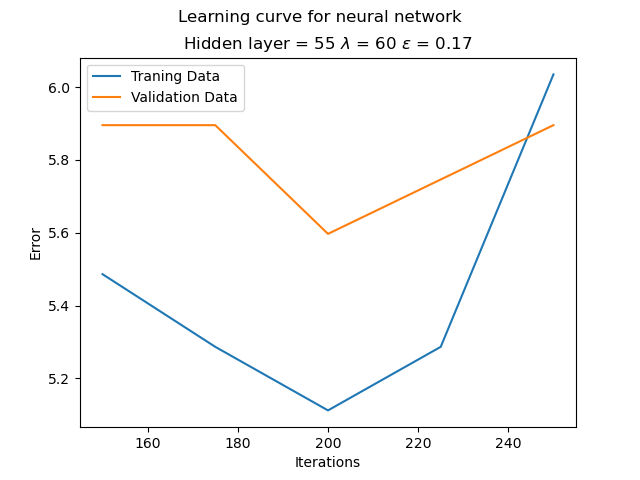 Learning curve for neural network
Hidden layer = 55 λ = 60 ε = 0.17
Traning Data
Validation Data
6.0
5.8
5.6
5.4
5.2
Error
160 180 200 220 240
Iterations